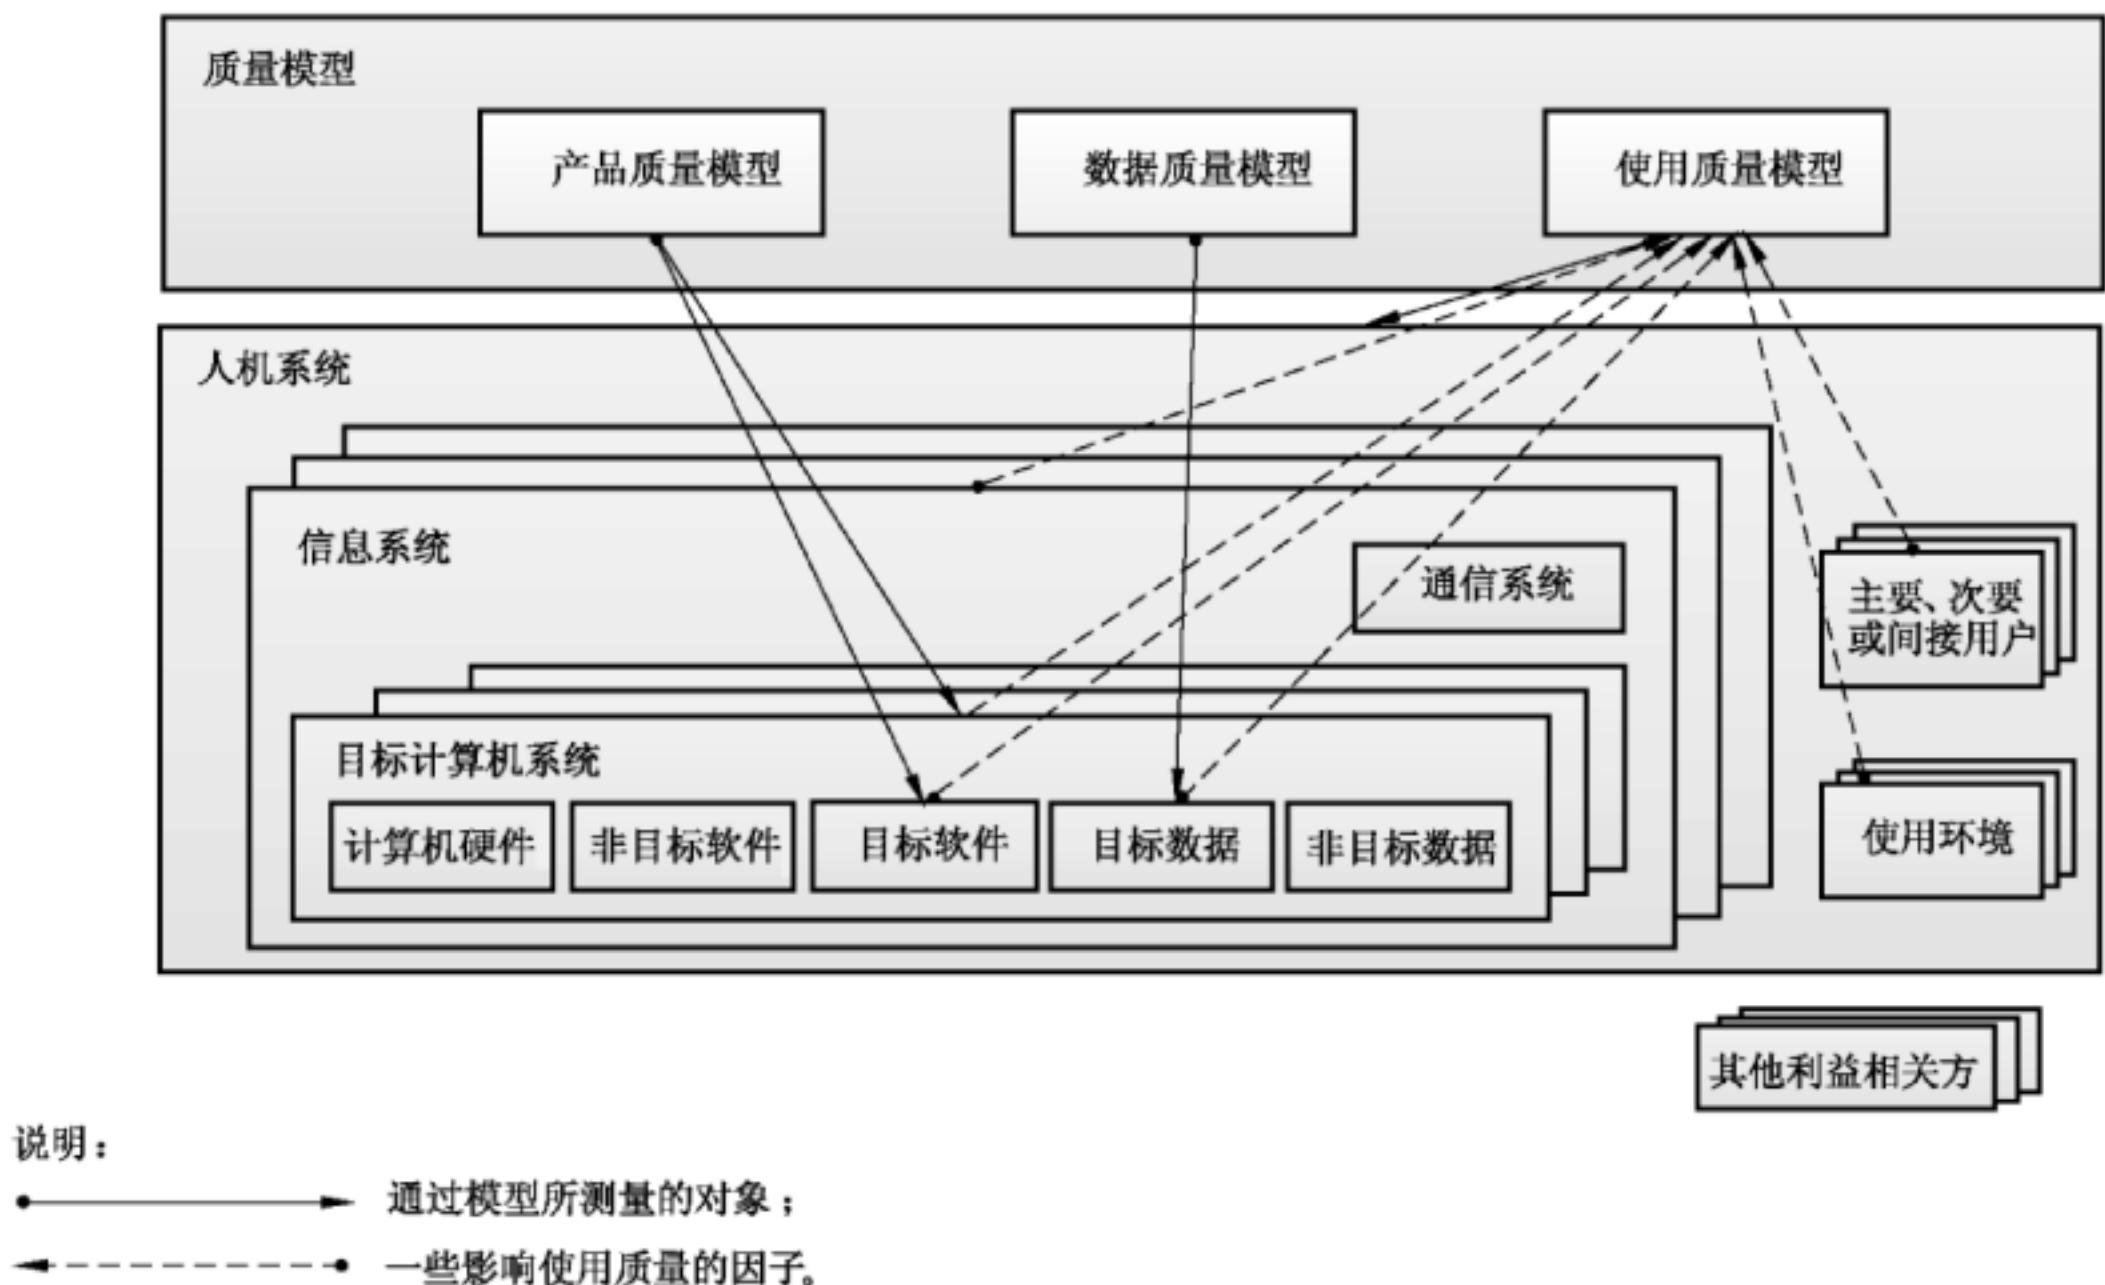 质量模型
产品质量模型
数据质量模型
使用质量模型
人机系统
信息系统
通信系统
主要、次要
或间接用户
目标计算机系统
计算机硬件
非目标软件
目标软件
目标数据
非目标数据
使用环境
其他利益相关方
说明：
通过模型所测量的对象；
一些影响使用质量的因子。